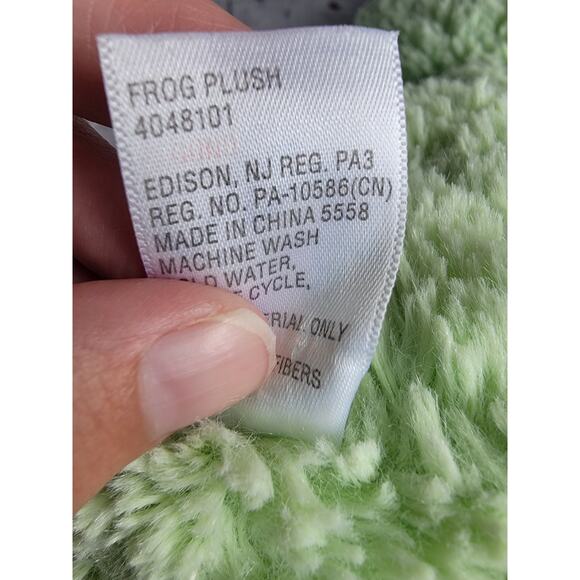 FROG PLUSH
4048101
EDISON, NJ REG. PA3
REG. NO. PA-10586(CN)
MADE IN CHINA 5558
MACHINE WASH
WATER,
CYCLE,
ONLY
FIBERS